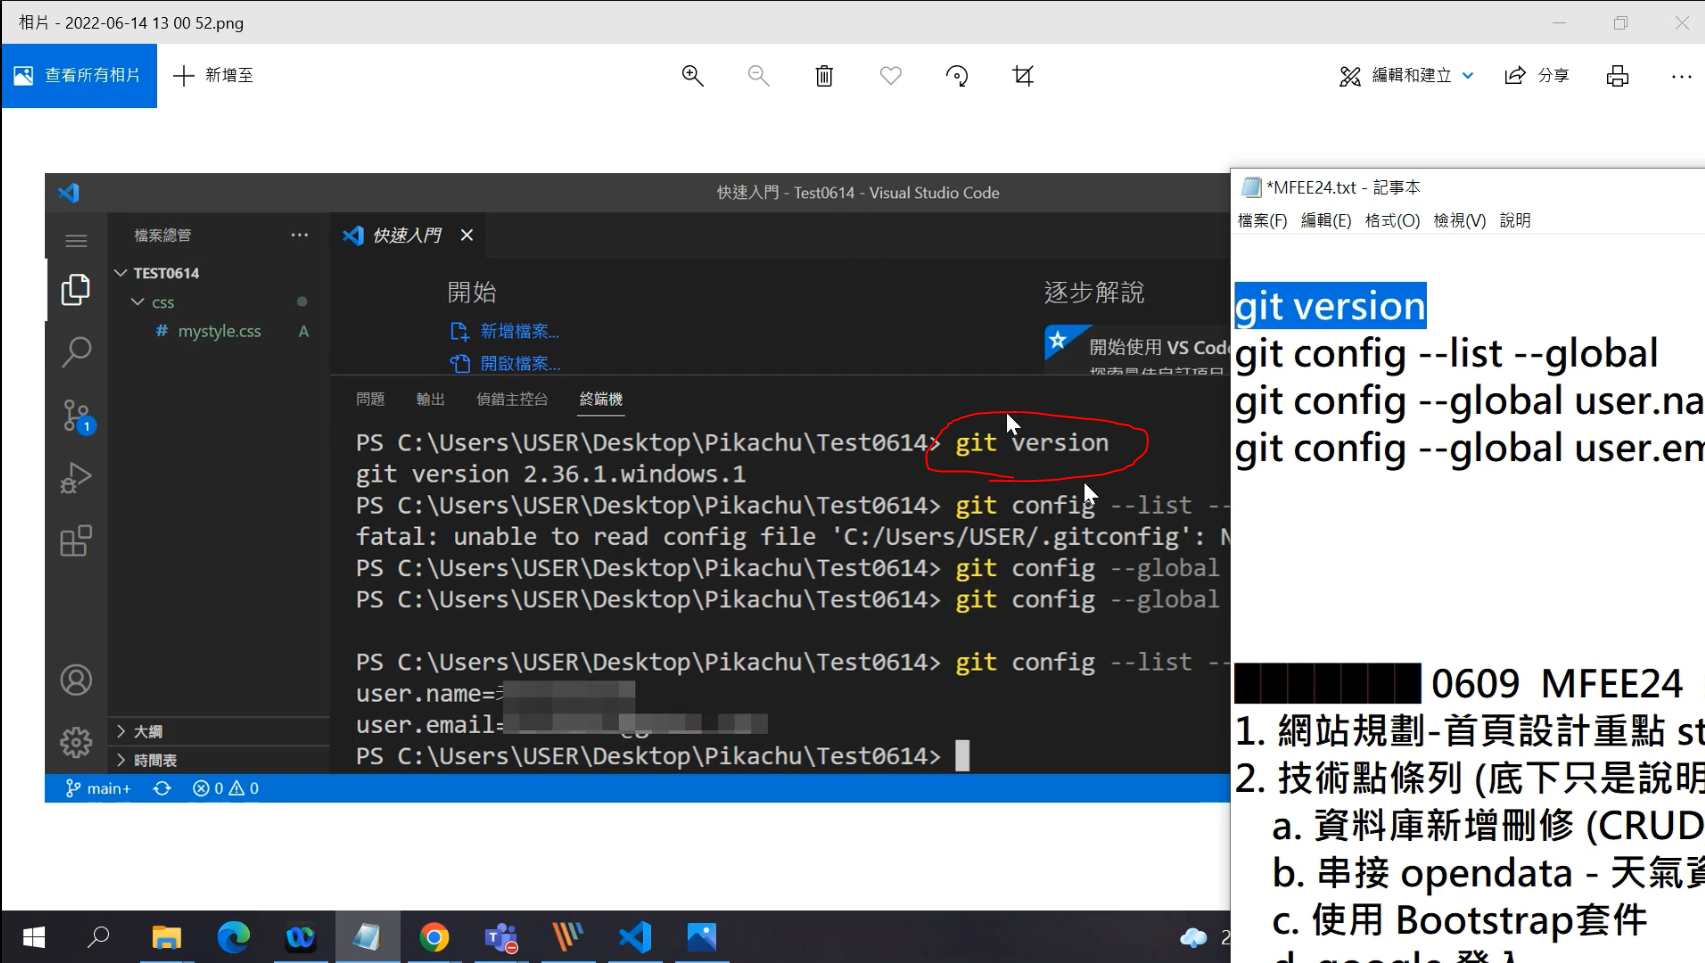 相片 - 2022-06-14 13 00 52.png
查看所有相片
新增至
編輯和建立
分享
快速入門 - Test0614 - Visual Studio Code
檔案總管
TEST0614
css
# mystyle.css A
快速入門
開始
新增檔案...
開啟檔案...
逐步解說
開始使用 VS Code
問題 輸出 偵錯主控台 終端機
PS C:\Users\USER\Desktop\Pikachu\Test0614> git version
git version 2.36.1.windows.1
PS C:\Users\USER\Desktop\Pikachu\Test0614> git config --list --
fatal: unable to read config file 'C:/Users/USER/.gitconfig': N
PS C:\Users\USER\Desktop\Pikachu\Test0614> git config --global
PS C:\Users\USER\Desktop\Pikachu\Test0614> git config --global
PS C:\Users\USER\Desktop\Pikachu\Test0614> git config --list --
user.name=
user.email=
PS C:\Users\USER\Desktop\Pikachu\Test0614>
1
大綱
時間表
main+ 0 0
*MFEE24.txt - 記事本
檔案(F) 編輯(E) 格式(O) 檢視(V) 說明
git version
git config --list --global
git config --global user.na
git config --global user.em
0609 MFEE24
1. 網站規劃-首頁設計重點 st
2. 技術點條列 (底下只是說明
a. 資料庫新增刪修 (CRUD
b. 串接 opendata - 天氣資
c. 使用 Bootstrap套件
d. google 登入
2